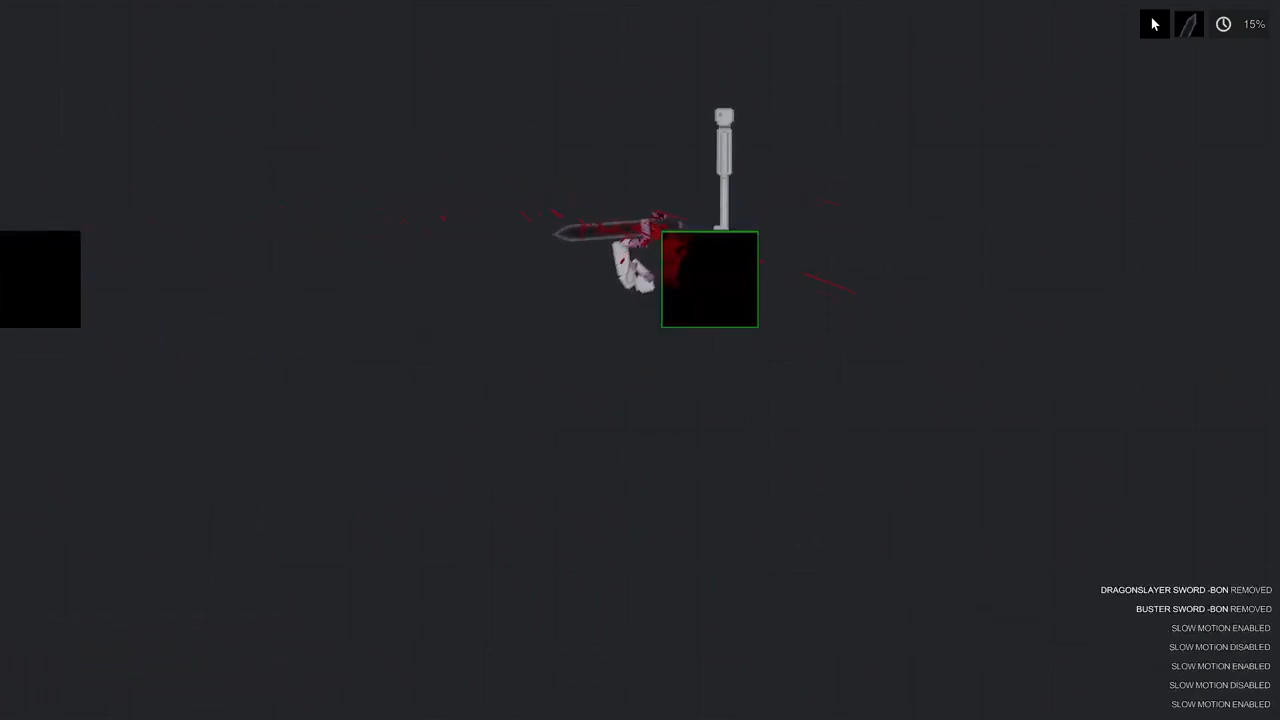 15%
DRAGONSLAYER SWORD -BON REMOVED
BUSTER SWORD -BON REMOVED
SLOW MOTION ENABLED
SLOW MOTION DISABLED
SLOW MOTION ENABLED
SLOW MOTION DISABLED
SLOW MOTION ENABLED